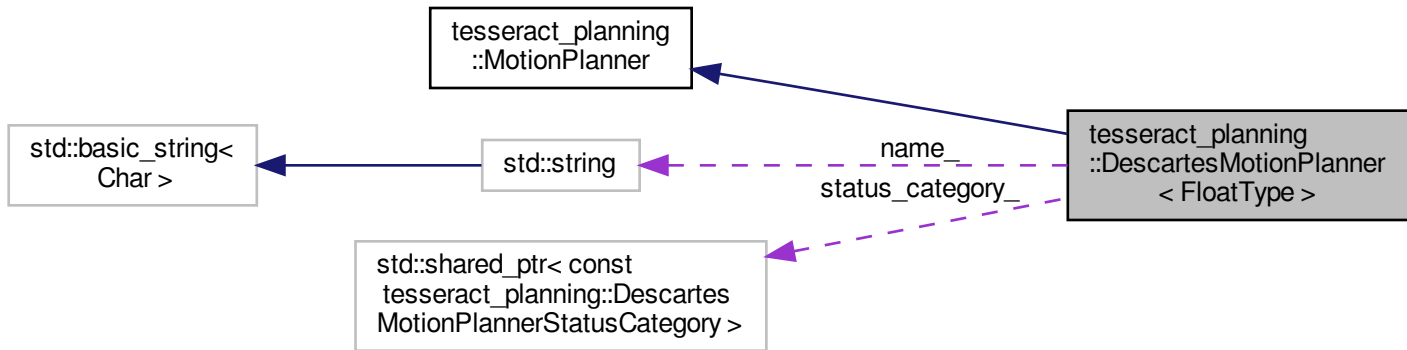 tesseract_planning
::MotionPlanner
std::basic_string<
Char >
std::string
name_
status_category_
tesseract_planning
::DescartesMotionPlanner
< FloatType >
std::shared_ptr< const
tesseract_planning::Descartes
MotionPlannerStatusCategory >